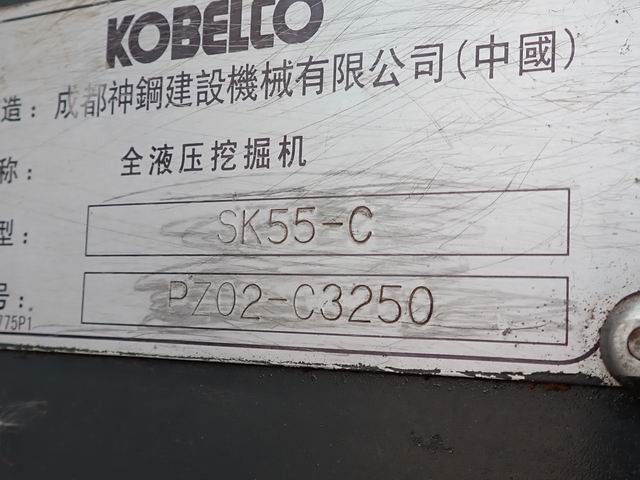 KOBELCO
造：成都神鋼建設機械有限公司(中國)
称：全液压挖掘机
型：SK55-C
号：PZ02-C3250
775P1